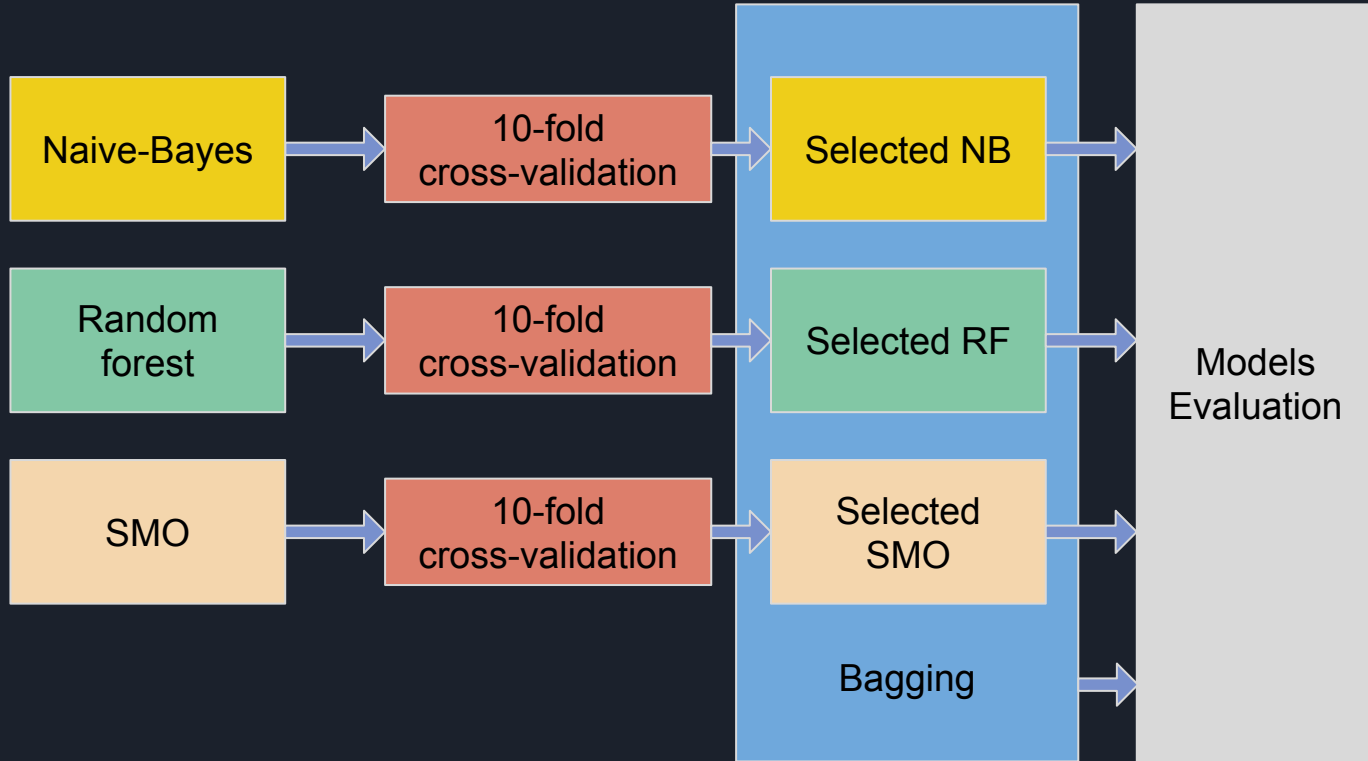 Naive-Bayes
10-fold
cross-validation
Selected NB
Random
forest
10-fold
cross-validation
Selected RF
Models
Evaluation
SMO
10-fold
cross-validation
Selected
SMO
Bagging